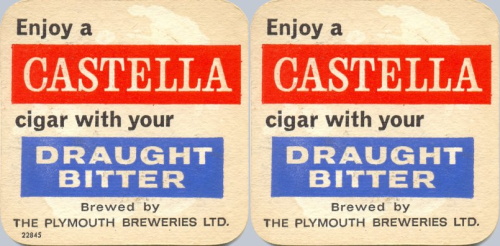 Enjoy a
CASTELLA
cigar with your
DRAUGHT
BITTER
Brewed by
THE PLYMOUTH BREWERIES LTD.
22845
Enjoy a
CASTELLA
cigar with your
DRAUGHT
BITTER
Brewed by
THE PLYMOUTH BREWERIES LTD.